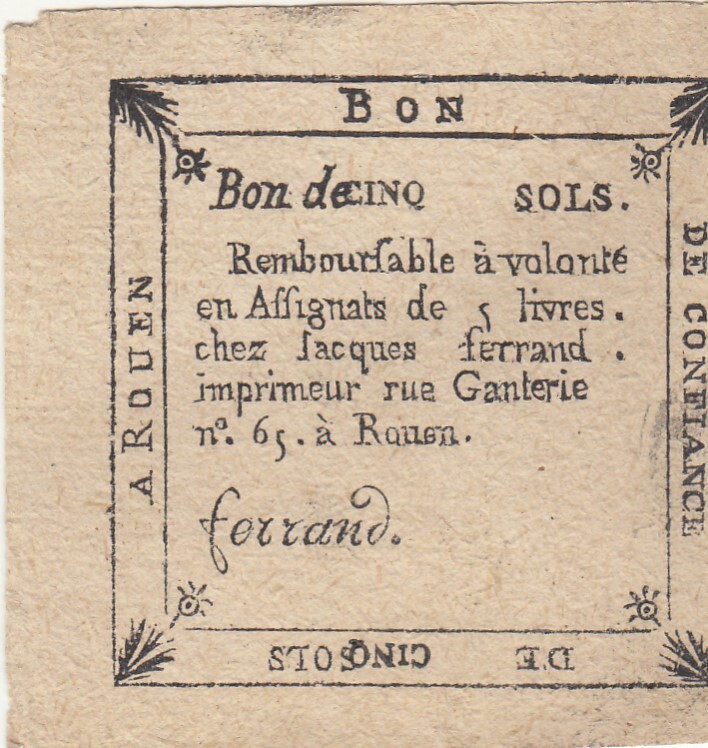 BON
Bon de CINQ SOLS.
Rembourſable à volonté
en Aſſignats de 5 livres.
chez Jacques ferrand.
imprimeur rue Ganterie
nº. 65. à Rouen.
ferrand.
DE CONFIANCE
DE CINQ SOLS
A ROUEN